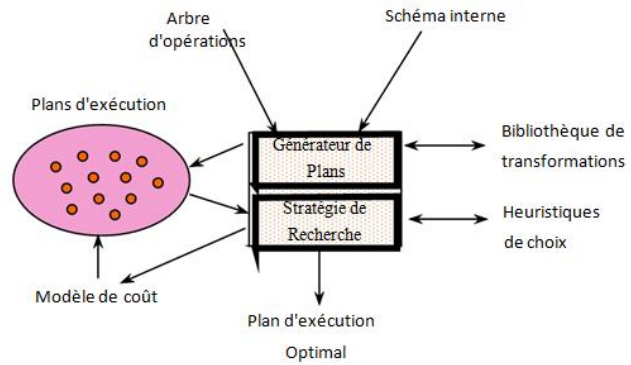 Arbre
d'opérations
Schéma interne
Plans d'exécution
Générateur de
Plans
Bibliothèque de
transformations
Stratégie de
Recherche
Heuristiques
de choix
Modèle de coût
Plan d'exécution
Optimal